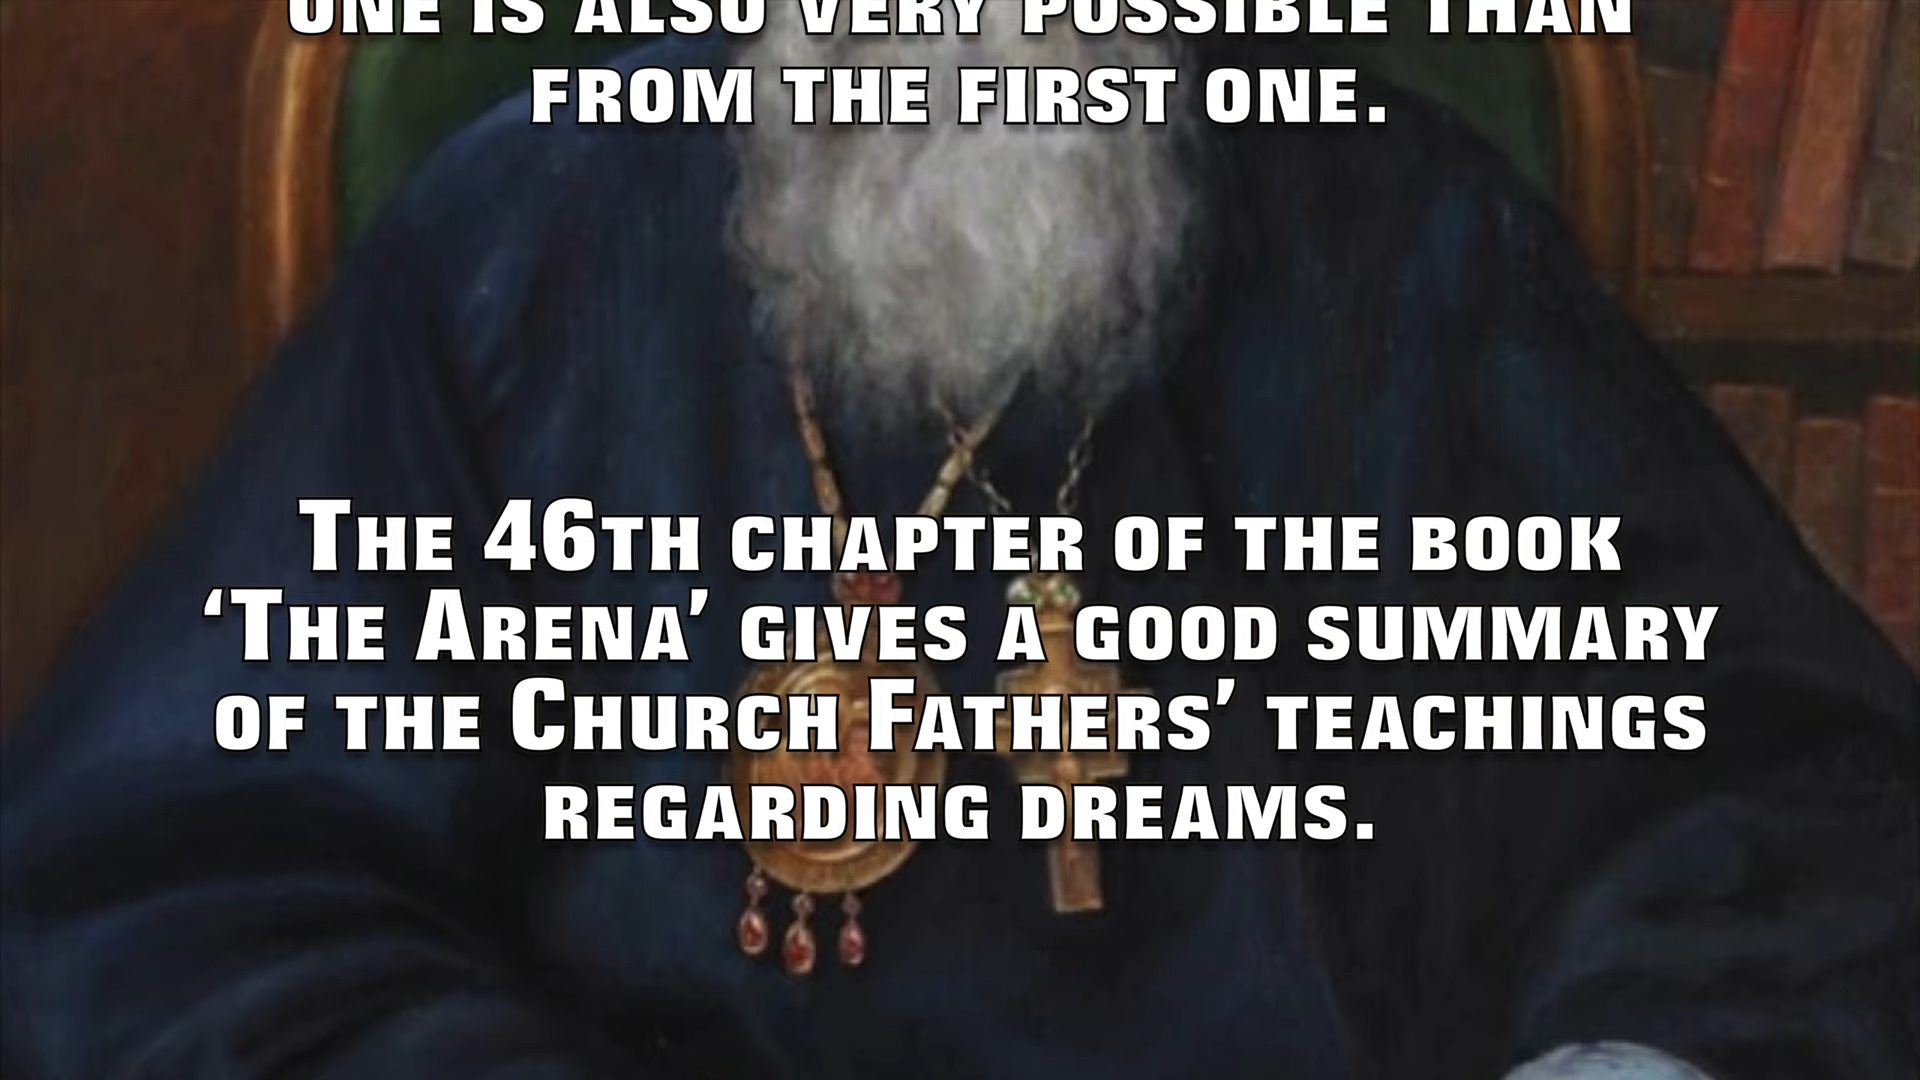 ONE IS ALSO VERY POSSIBLE THAN
FROM THE FIRST ONE.
THE 46TH CHAPTER OF THE BOOK
‘THE ARENA’ GIVES A GOOD SUMMARY
OF THE CHURCH FATHERS’ TEACHINGS
REGARDING DREAMS.